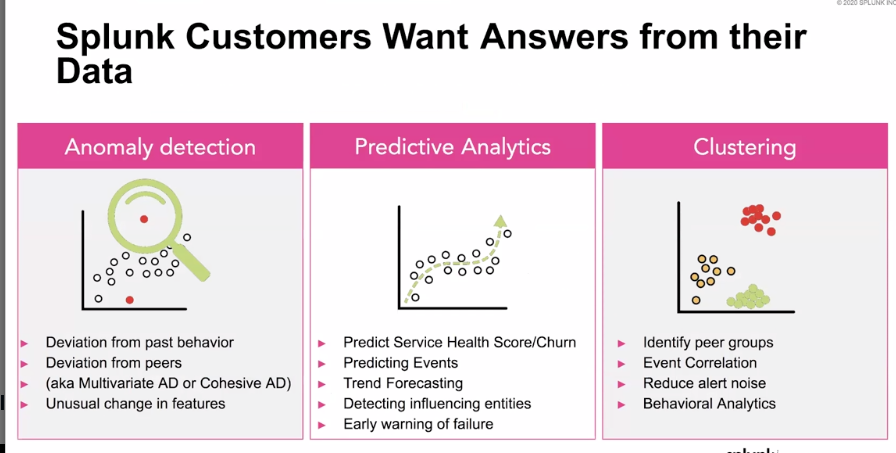 © 2020 SPLUNK INC
Splunk Customers Want Answers from their
Data
Anomaly detection
Deviation from past behavior
Deviation from peers
(aka Multivariate AD or Cohesive AD)
Unusual change in features
Predictive Analytics
Predict Service Health Score/Churn
Predicting Events
Trend Forecasting
Detecting influencing entities
Early warning of failure
Clustering
Identify peer groups
Event Correlation
Reduce alert noise
Behavioral Analytics